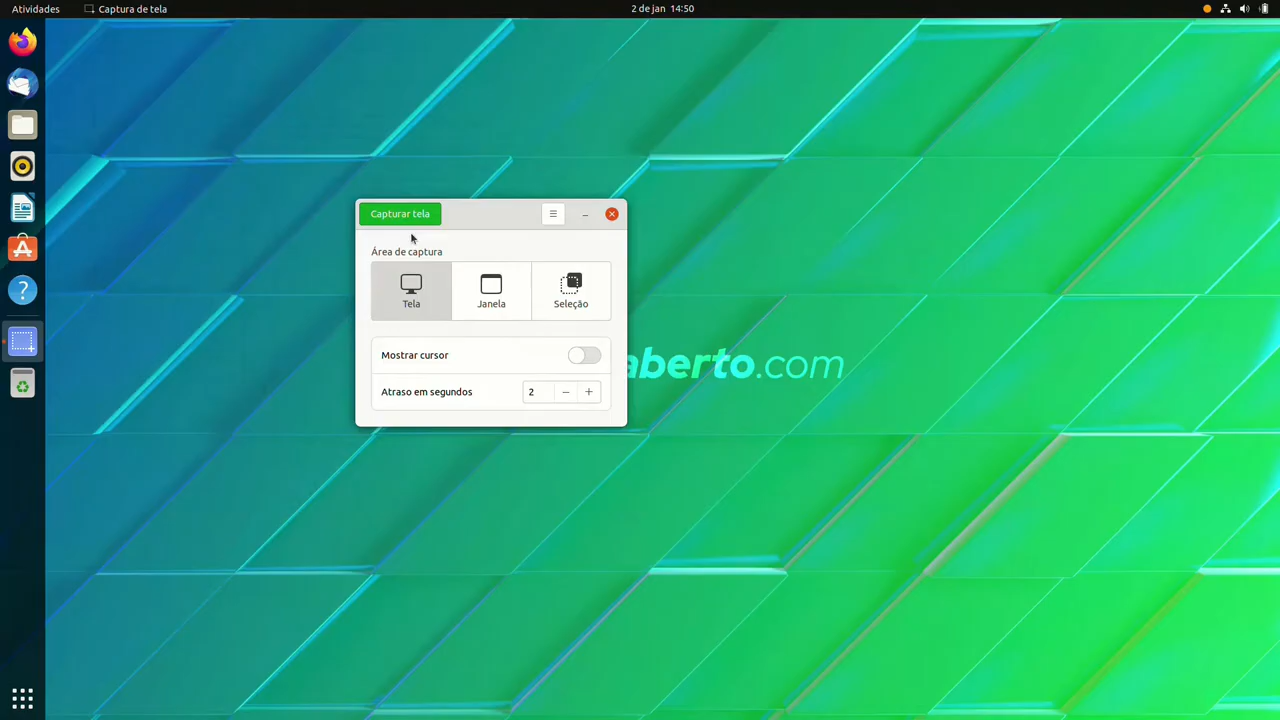 Atividades
Captura de tela
2 de jan 14:50
Capturar tela
Área de captura
Tela
Janela
Seleção
Mostrar cursor
Atraso em segundos
2
aberto.com